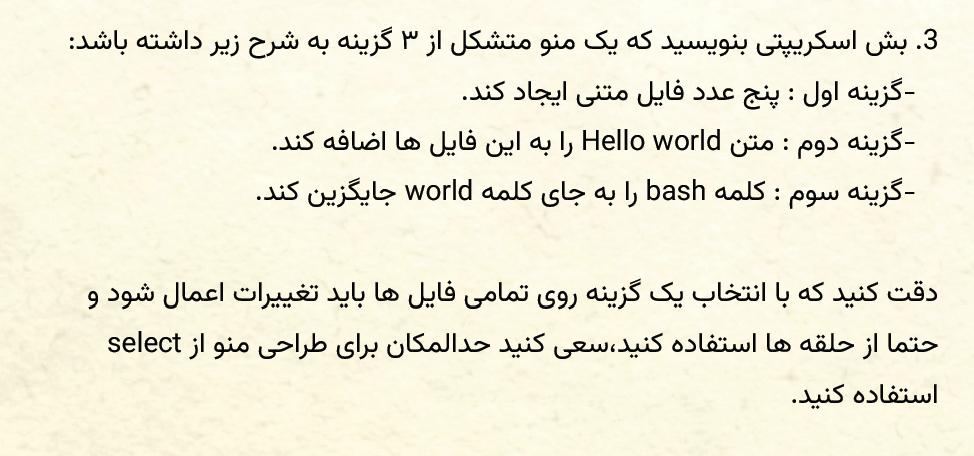 3. بش اسکریپتی بنویسید که یک منو متشکل از ۳ گزینه به شرح زیر داشته باشد:
-گزینه اول : پنج عدد فایل متنی ایجاد کند.
-گزینه دوم : متن Hello world را به این فایل ها اضافه کند.
-گزینه سوم : کلمه bash را به جای کلمه world جایگزین کند.
دقت کنید که با انتخاب یک گزینه روی تمامی فایل ها باید تغییرات اعمال شود و
حتما از حلقه ها استفاده کنید،سعی کنید حدالمکان برای طراحی منو از select
استفاده کنید.